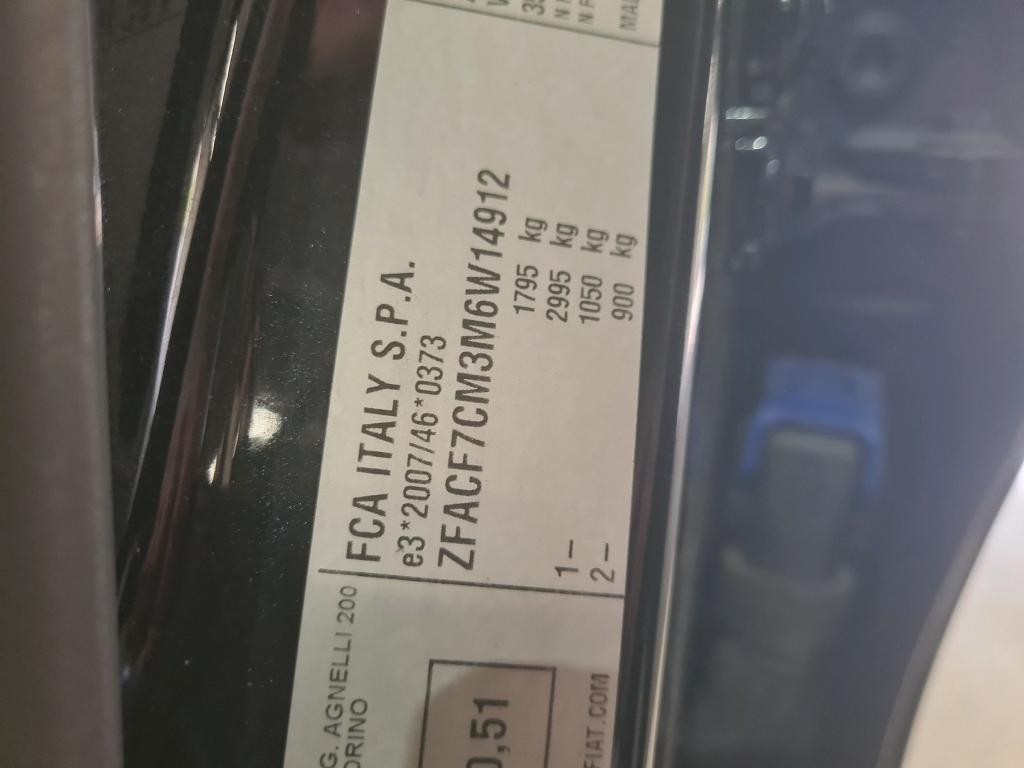 G. AGNELLI 200
0,51
FIAT.COM
FCA ITALY S.P.A.
e3*2007/46*0373
ZFACF7CM3M6W14912
1795 kg
2995 kg
1- 1050 kg
2- 900 kg